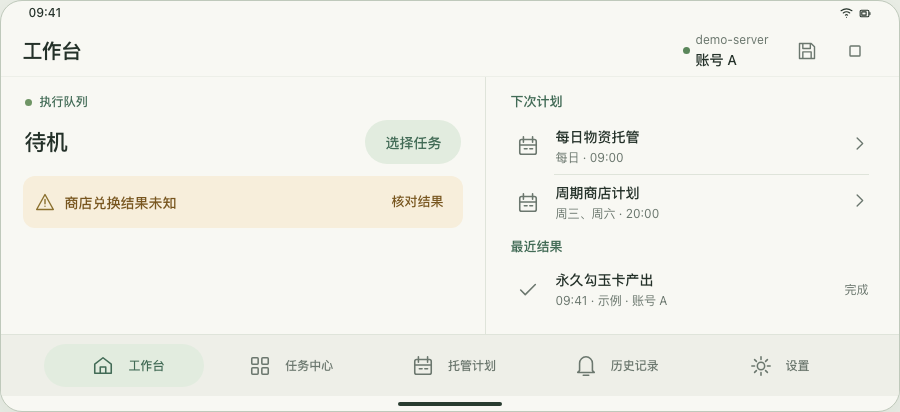 09:41
工作台
demo-server
账号 A
执行队列
待机
选择任务
商店兑换结果未知
核对结果
下次计划
每日物资托管
每日 · 09:00
周期商店计划
周三、周六 · 20:00
最近结果
永久勾玉卡产出
09:41 · 示例 · 账号 A
完成
工作台
任务中心
托管计划
历史记录
设置